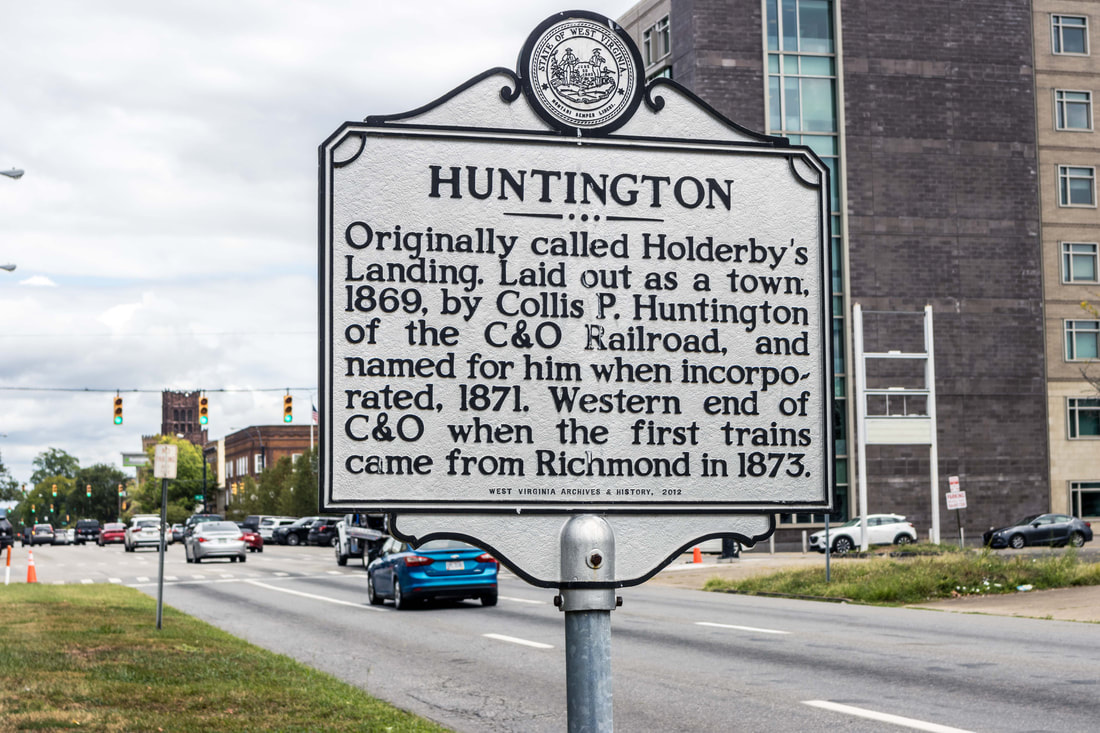 STATE OF WEST VIRGINIA
MONTANI SEMPER LIBERI
HUNTINGTON
Originally called Holderby's
Landing. Laid out as a town,
1869, by Collis P. Huntington
of the C&O Railroad, and
named for him when incorpo-
rated, 1871. Western end of
C&O when the first trains
came from Richmond in 1873.
WEST VIRGINIA ARCHIVES & HISTORY, 2012